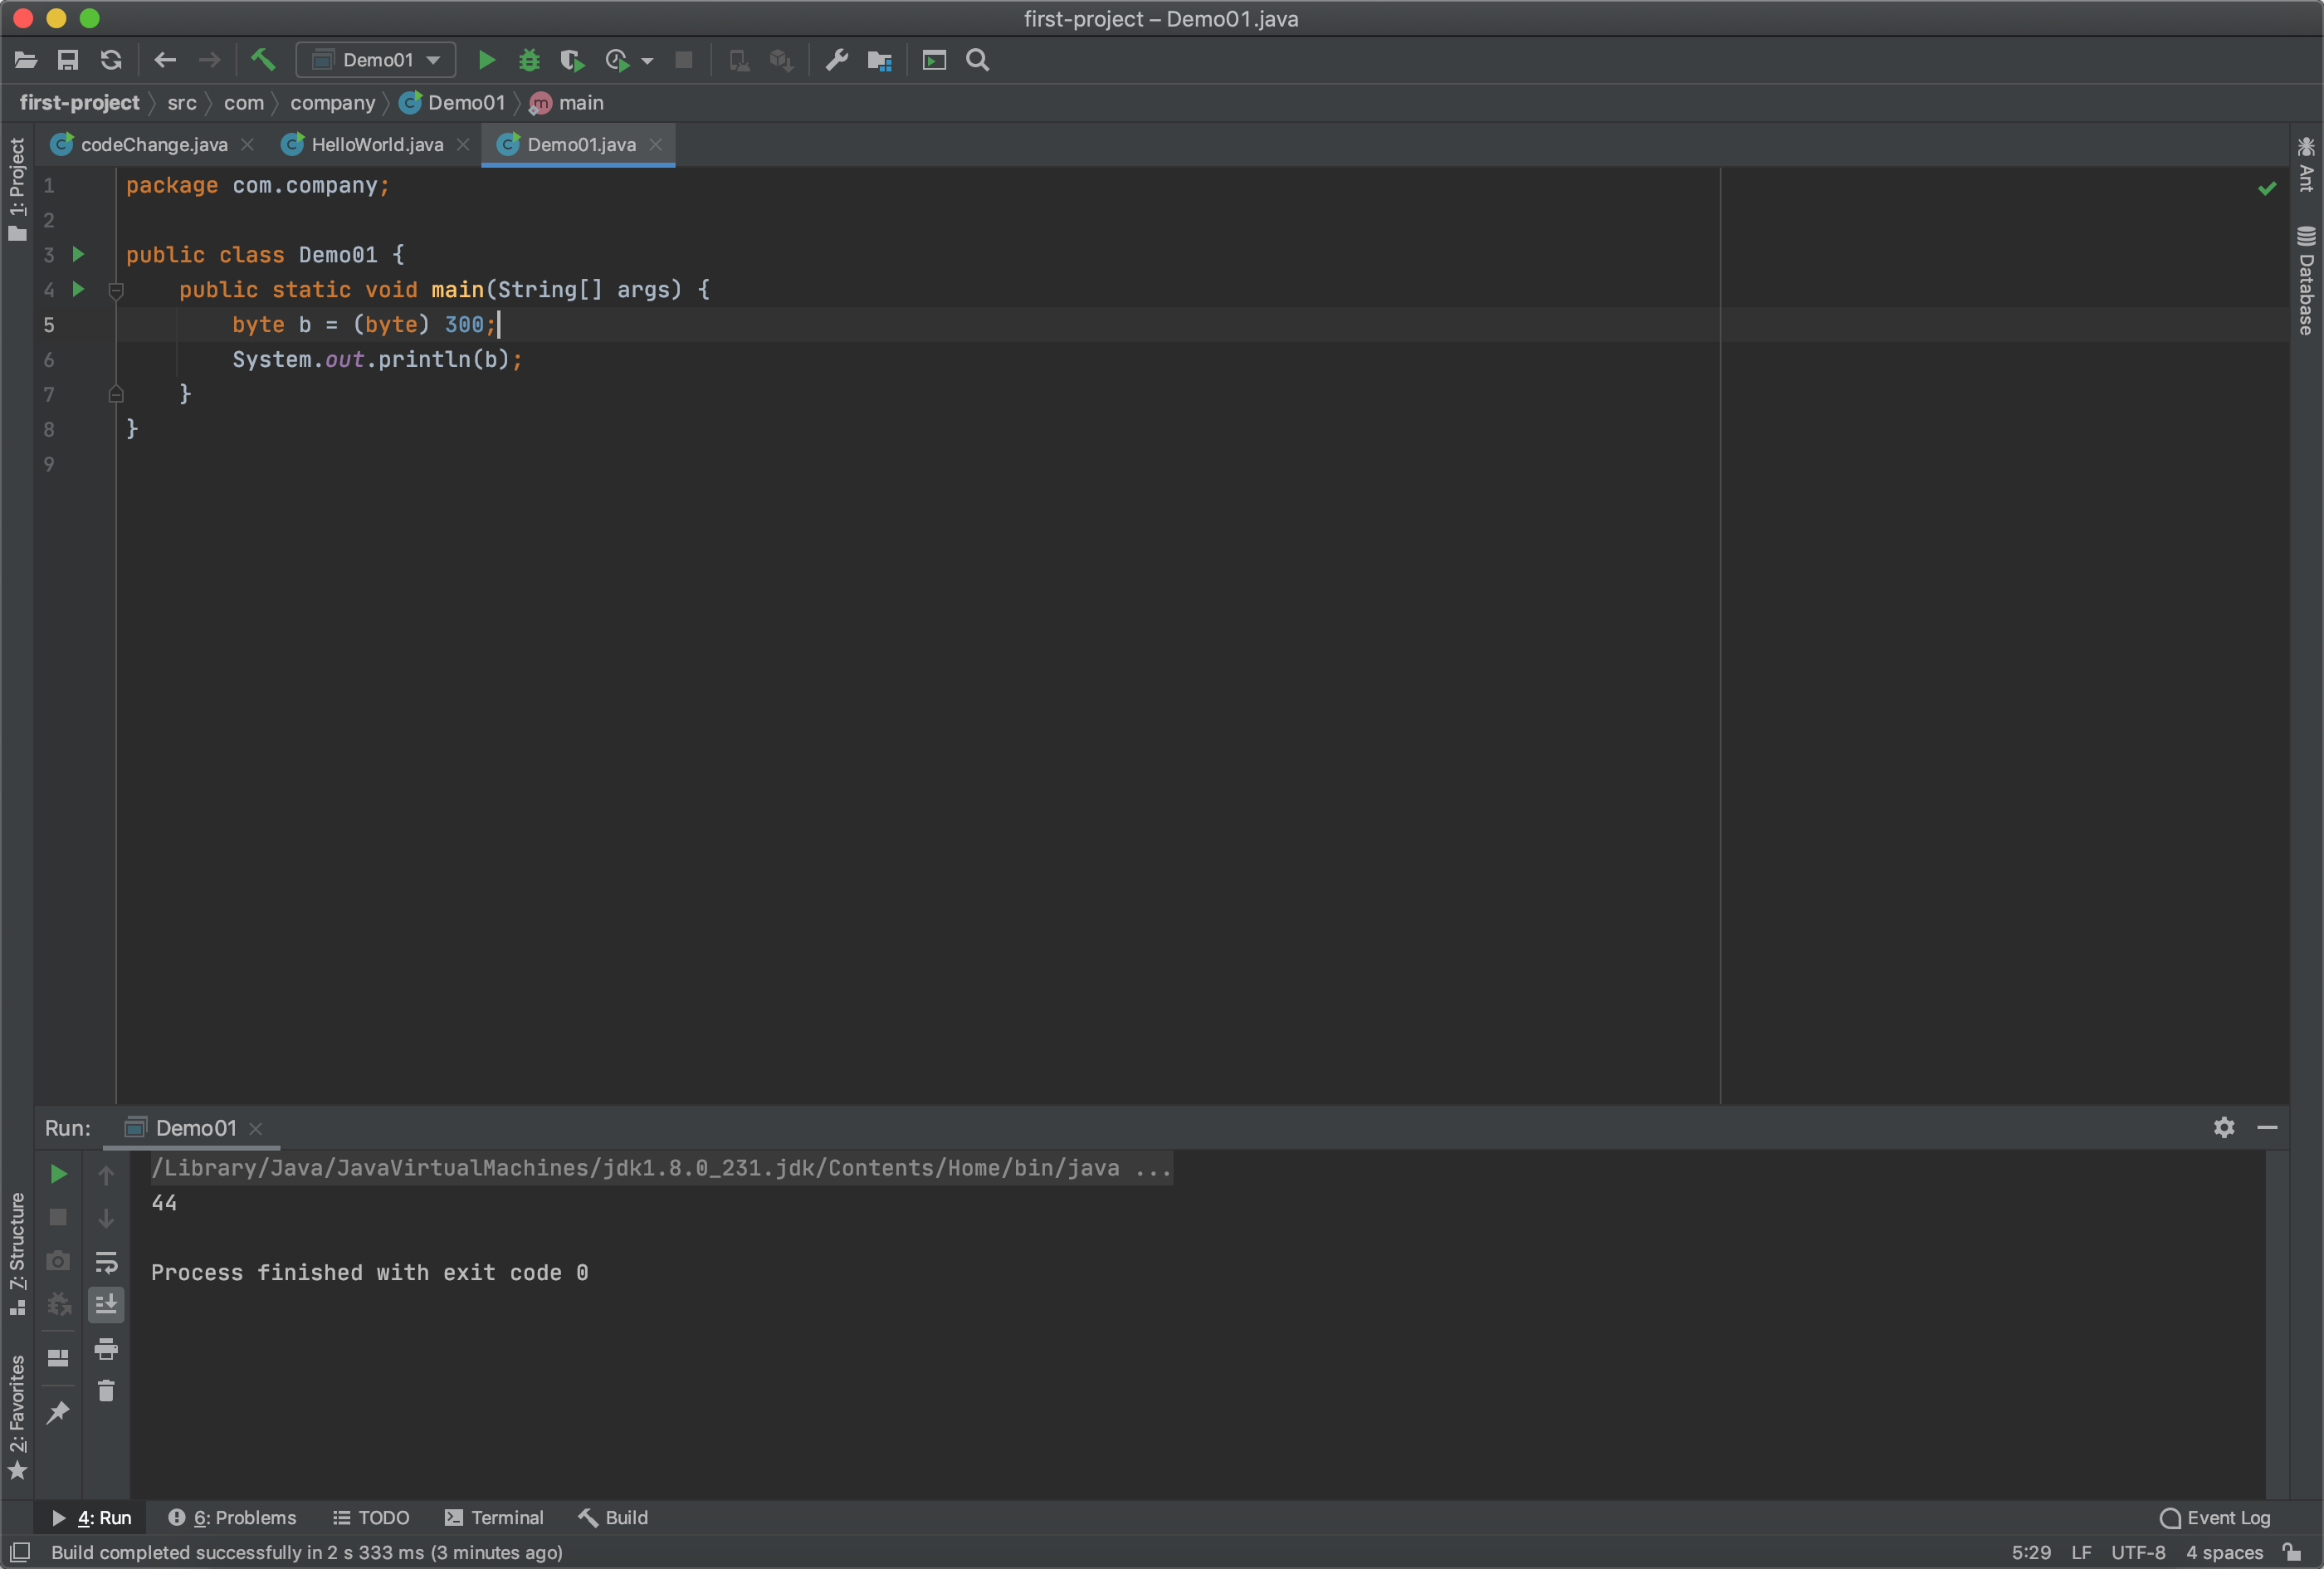 first-project – Demo01.java
Demo01
first-project src com company Demo01 main
codeChange.java HelloWorld.java Demo01.java
1: Project
Ant
Database
1 package com.company;
2
3 public class Demo01 {
4 public static void main(String[] args) {
5 byte b = (byte) 300;
6 System.out.println(b);
7 }
8 }
9
Run: Demo01
/Library/Java/JavaVirtualMachines/jdk1.8.0_231.jdk/Contents/Home/bin/java ...
44
Process finished with exit code 0
7: Structure
2: Favorites
4: Run 6: Problems TODO Terminal Build Event Log
Build completed successfully in 2 s 333 ms (3 minutes ago) 5:29 LF UTF-8 4 spaces